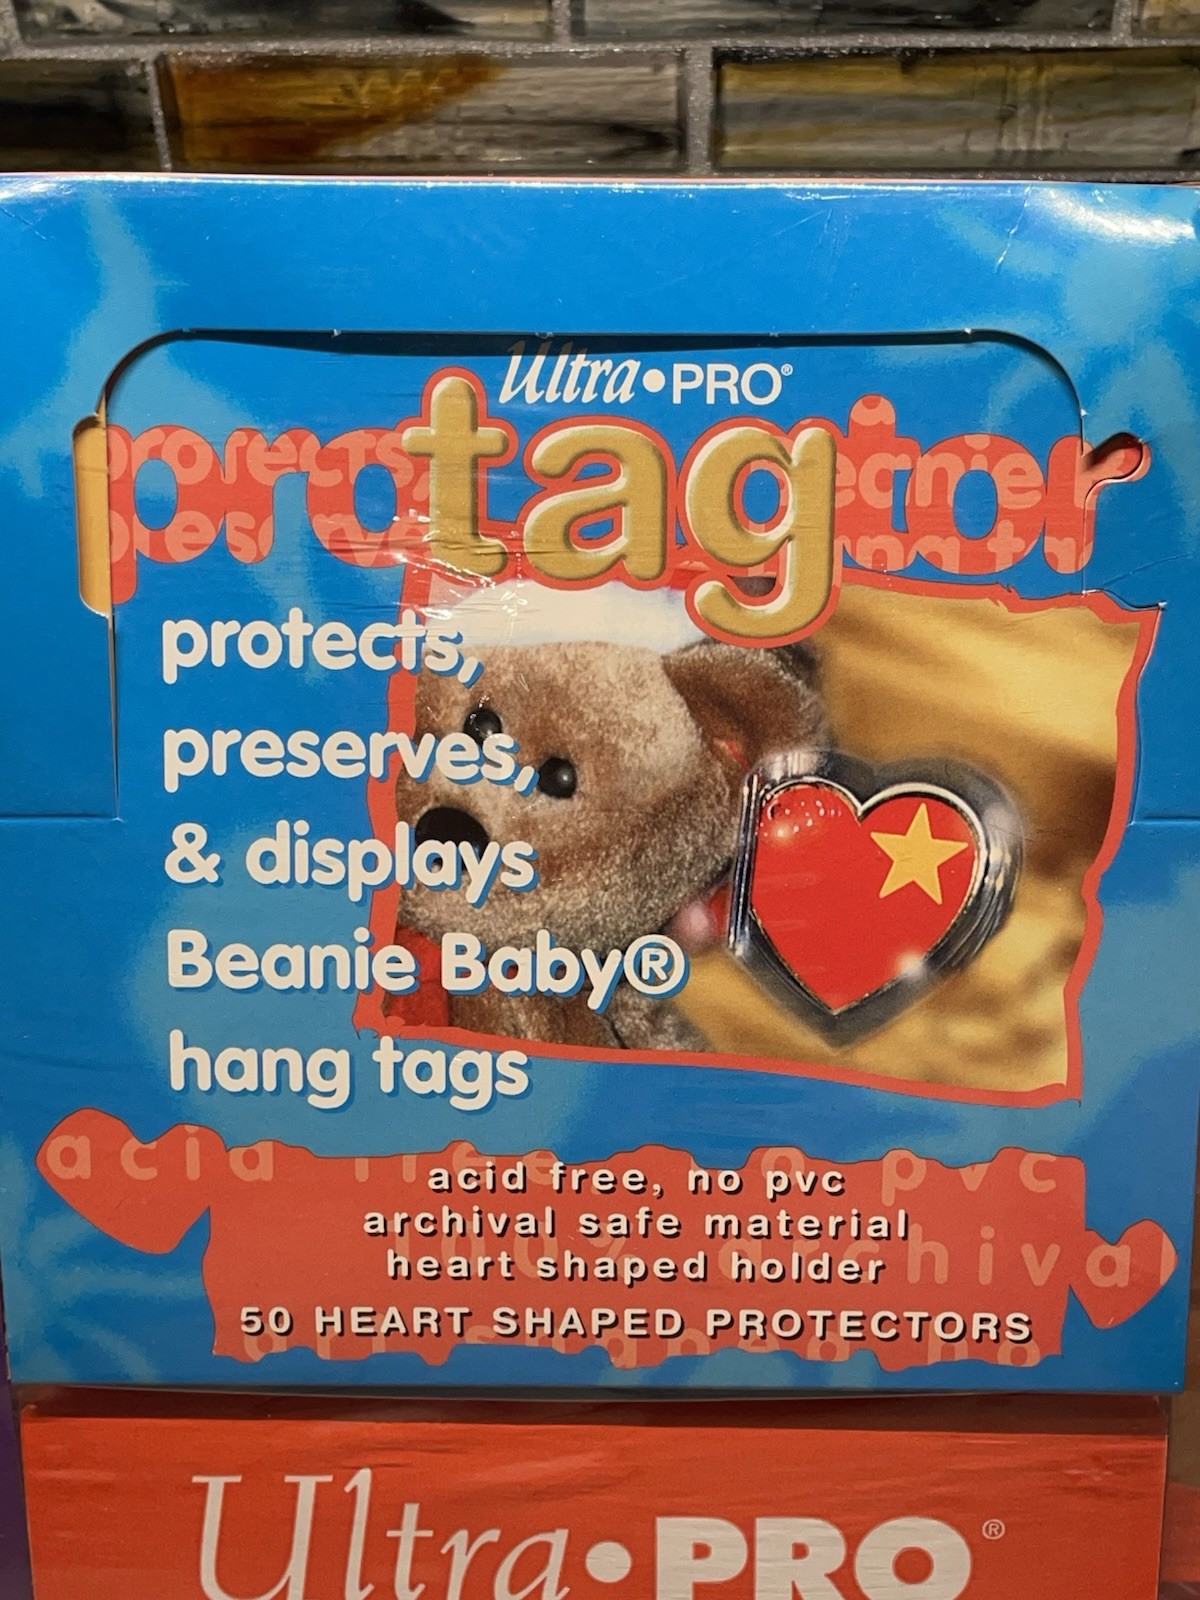 Ultra•PRO®
protagtor
protects,
preserves,
& displays
Beanie Baby®
hang tags
acid free, no pvc
archival safe material
heart shaped holder
50 HEART SHAPED PROTECTORS
Ultra•PRO®